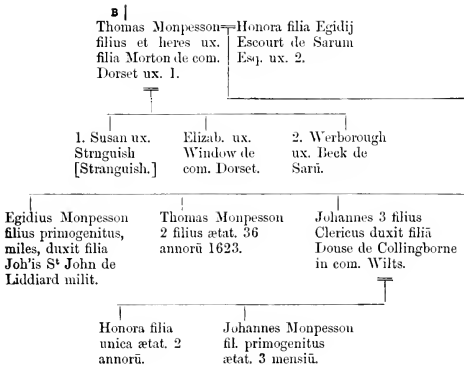 B
Thomas Monpesson
filius et heres ux.
filia Morton de com.
Dorset ux. 1.
Honora filia Egidij
Escourt de Sarum
Esq. ux. 2.
1. Susan ux.
Strnguish
[Stranguish.]
Elizab. ux.
Window de
com. Dorset.
2. Werborough
ux. Beck de
Sarū.
Egidius Monpesson
filius primogenitus,
miles, duxit filia
Joh'is Sᵗ John de
Liddiard milit.
Thomas Monpesson
2 filius ætat. 36
annorū 1623.
Johannes 3 filius
Clericus duxit filiā
Douse de Collingborne
in com. Wilts.
Honora filia
unica ætat. 2
annorū.
Johannes Monpesson
fil. primogenitus
ætat. 3 mensiū.